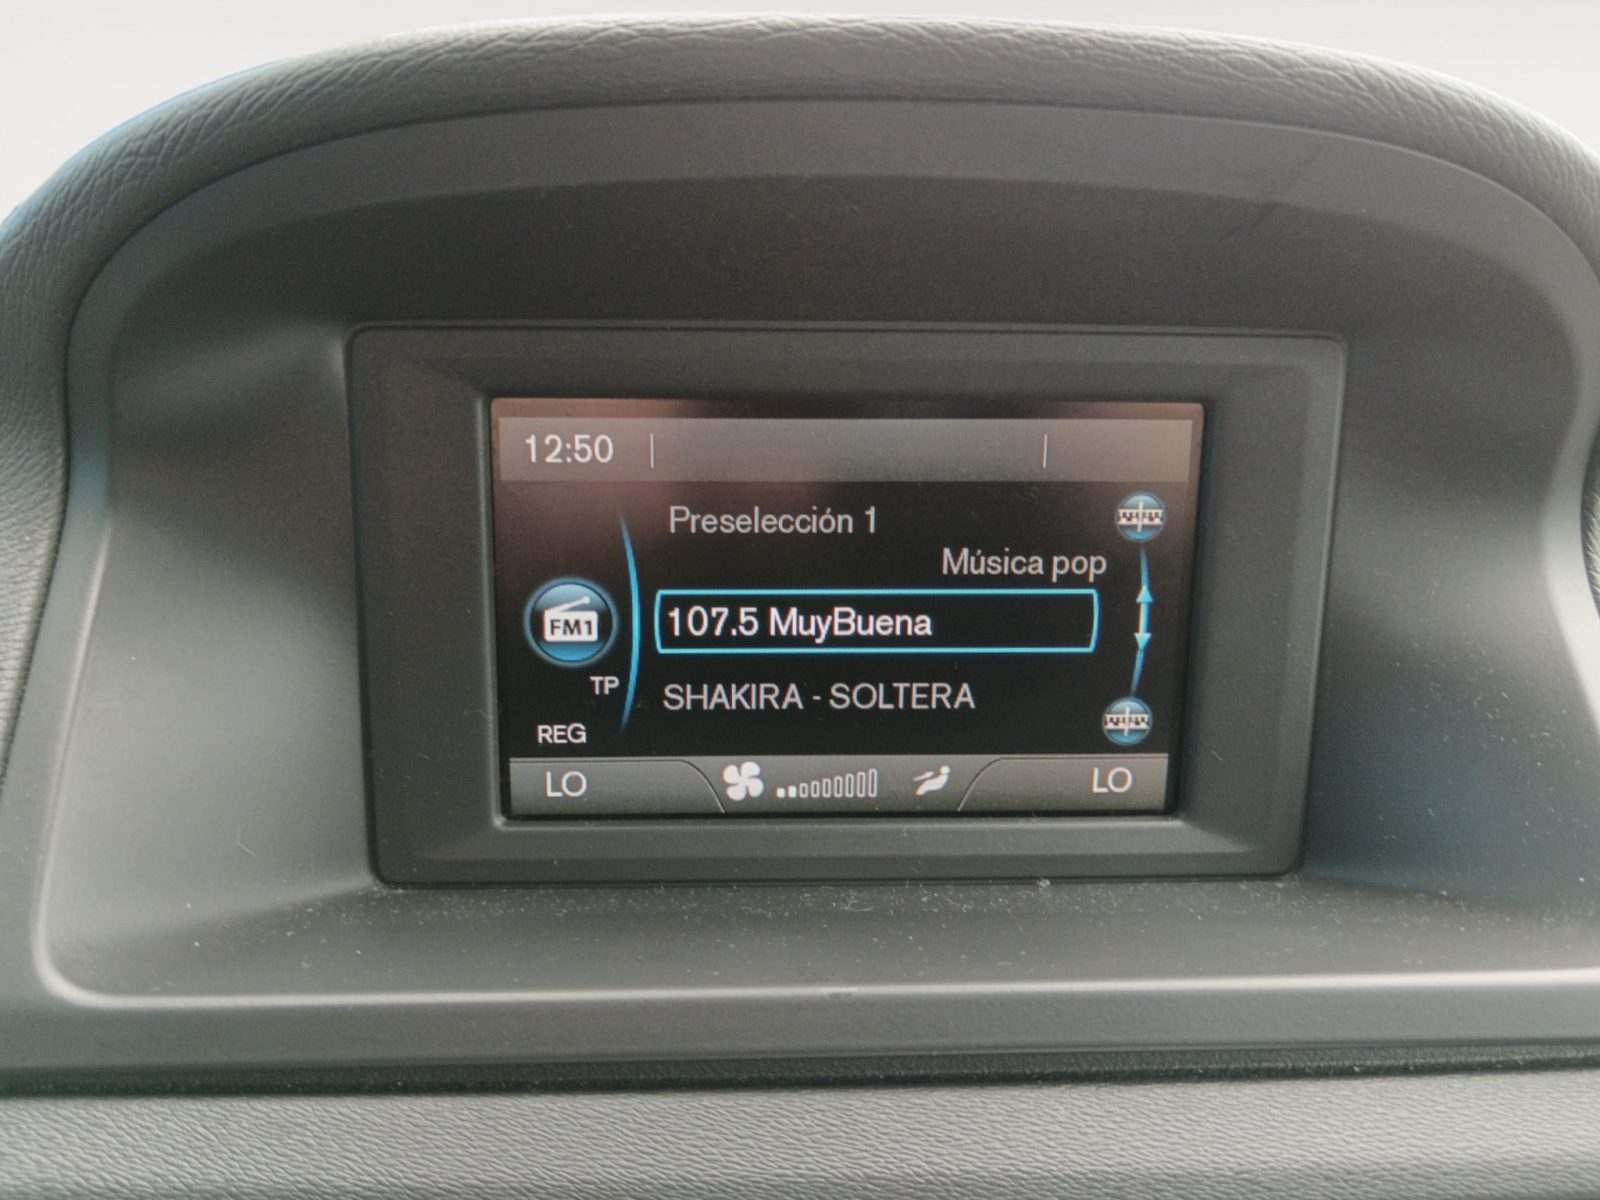 12:50
Preselección 1
Música pop
FM1
107.5 MuyBuena
TP
SHAKIRA - SOLTERA
REG
LO
LO